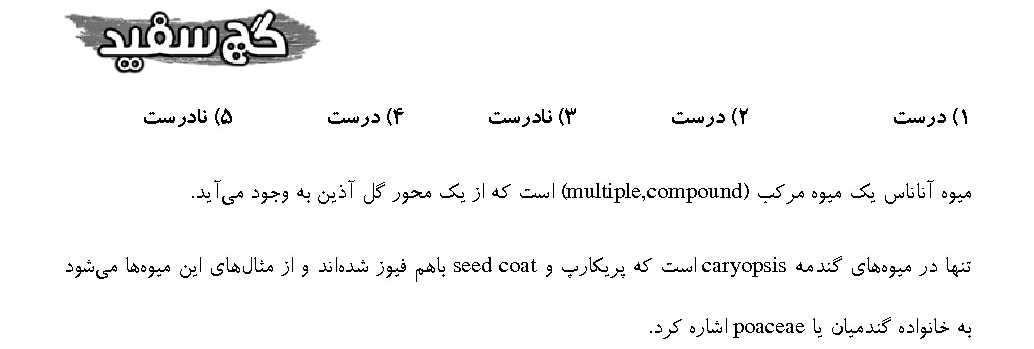 گچ سفید
۱) درست ۲) درست ۳) نادرست ۴) درست ۵) نادرست
میوه آناناس یک میوه مرکب (multiple,compound) است که از یک محور گل آذین به وجود می‌آید.
تنها در میوه‌های گندمه caryopsis است که پریکارپ و seed coat باهم فیوز شده‌اند و از مثال‌های این میوه‌ها می‌شود
به خانواده گندمیان یا poaceae اشاره کرد.